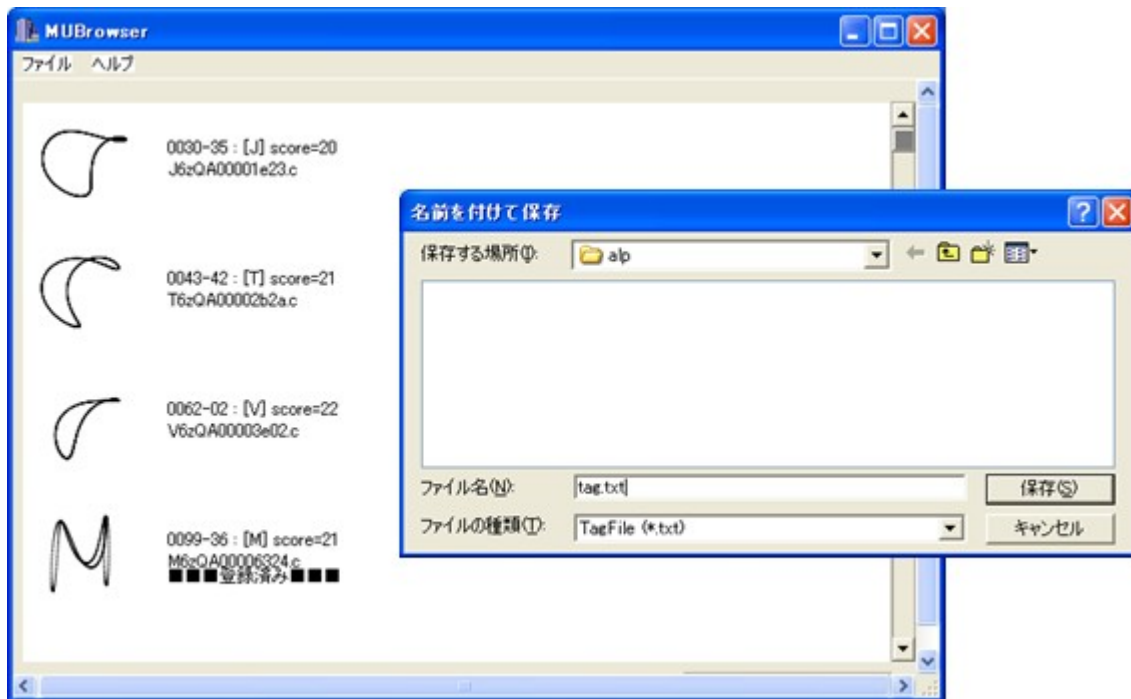 MUBrowser
ファイル ヘルプ
0030-35 : [J] score=20
J6zQA00001e23.c
0043-42 : [T] score=21
T6zQA00002b2a.c
0062-02 : [V] score=22
V6zQA00003e02.c
0099-36 : [M] score=21
M6zQA00006324.c
■■■登録済み■■■
名前を付けて保存
保存する場所(I):
alp
ファイル名(N):
tag.txt
保存(S)
ファイルの種類(T):
TagFile (*.txt)
キャンセル